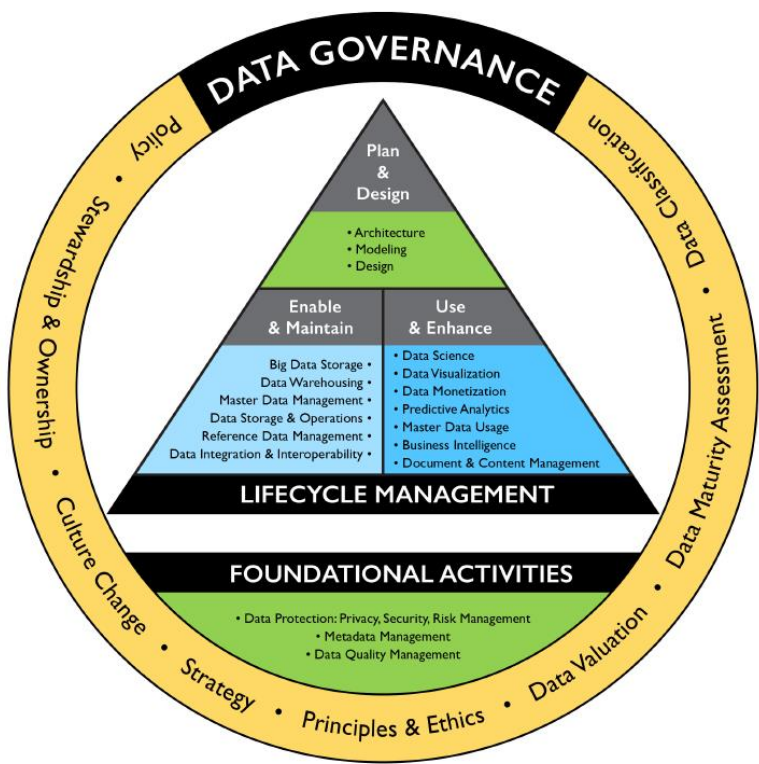 DATA GOVERNANCE
Policy • Stewardship & Ownership • Culture Change • Strategy • Principles & Ethics • Data Valuation • Data Maturity Assessment • Data Classification
Plan
&
Design
• Architecture
• Modeling
• Design
Enable
& Maintain
Big Data Storage •
Data Warehousing •
Master Data Management •
Data Storage & Operations •
Reference Data Management •
Data Integration & Interoperability •
Use
& Enhance
• Data Science
• Data Visualization
• Data Monetization
• Predictive Analytics
• Master Data Usage
• Business Intelligence
• Document & Content Management
LIFECYCLE MANAGEMENT
FOUNDATIONAL ACTIVITIES
• Data Protection: Privacy, Security, Risk Management
• Metadata Management
• Data Quality Management